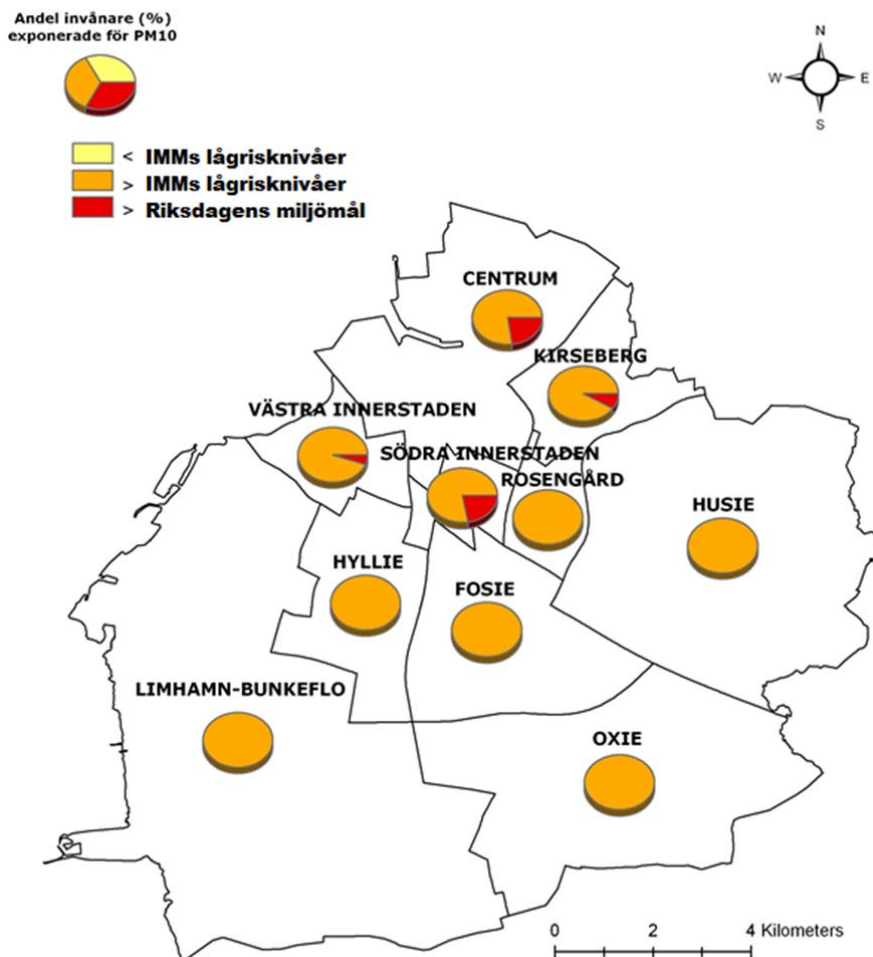 Andel invånare (%)
exponerade för PM10
N
W E
S
< IMMs lågrisknivåer
> IMMs lågrisknivåer
> Riksdagens miljömål
CENTRUM
KIRSEBERG
VÄSTRA INNERSTADEN
SÖDRA INNERSTADEN
ROSENGÅRD
HUSIE
HYLLIE
FOSIE
LIMHAMN-BUNKEFLO
OXIE
0 2 4 Kilometers